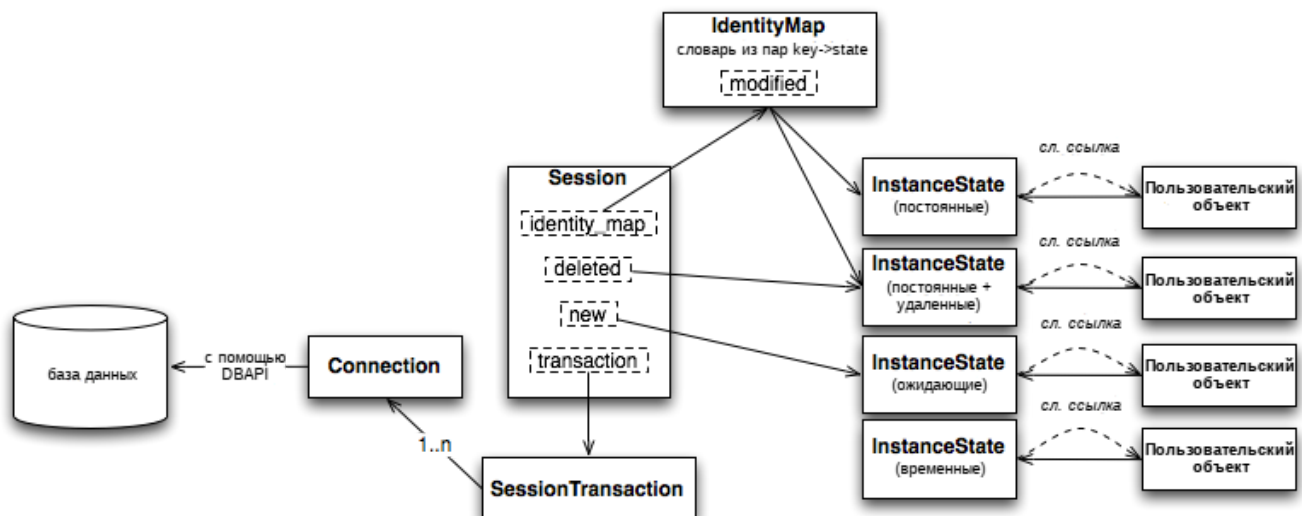 IdentityMap
словарь из пар key->state
modified
Session
identity_map
deleted
new
transaction
InstanceState
(постоянные)
сл. ссылка
Пользовательский
объект
InstanceState
(постоянные +
удаленные)
сл. ссылка
Пользовательский
объект
InstanceState
(ожидающие)
сл. ссылка
Пользовательский
объект
InstanceState
(временные)
сл. ссылка
Пользовательский
объект
база данных
с помощью
DBAPI
Connection
1..n
SessionTransaction